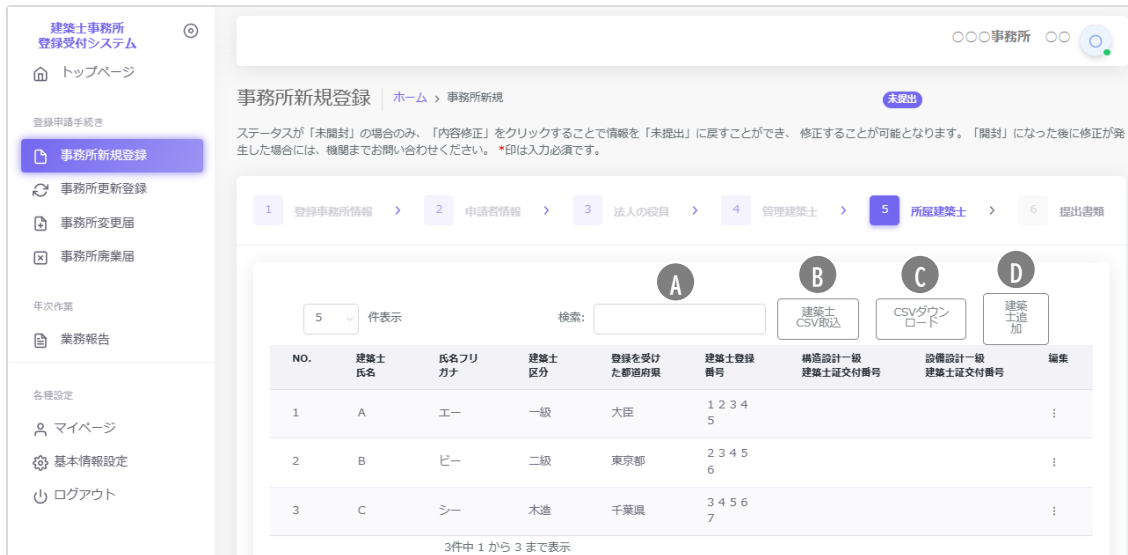 建築士事務所
登録受付システム
○○○事務所 ○○ ○
トップページ
事務所新規登録 ホーム > 事務所新規 未提出
登録申請手続き
ステータスが「未開封」の場合のみ、「内容修正」をクリックすることで情報を「未提出」に戻すことができ、 修正することが可能となります。「開封」になった後に修正が発
生した場合には、機関までお問い合わせください。 *印は入力必須です。
事務所新規登録
事務所更新登録
事務所変更届
事務所廃業届
年次作業
業務報告
各種設定
マイページ
基本情報設定
ログアウト
1 登録事務所情報 > 2 申請者情報 > 3 法人の役員 > 4 管理建築士 > 5 所属建築士 > 6 提出書類
A B C D
5 件表示 検索:
建築士
CSV取込
CSVダウン
ロード
建築
士追
加
NO.
建築士
氏名
氏名フリ
ガナ
建築士
区分
登録を受け
た都道府県
建築士登録
番号
構造設計一級
建築士証交付番号
設備設計一級
建築士証交付番号
編集
1 A エー 一級 大臣 1 2 3 4
5
2 B ビー 二級 東京都 2 3 4 5
6
3 C シー 木造 千葉県 3 4 5 6
7
3件中 1 から 3 まで表示